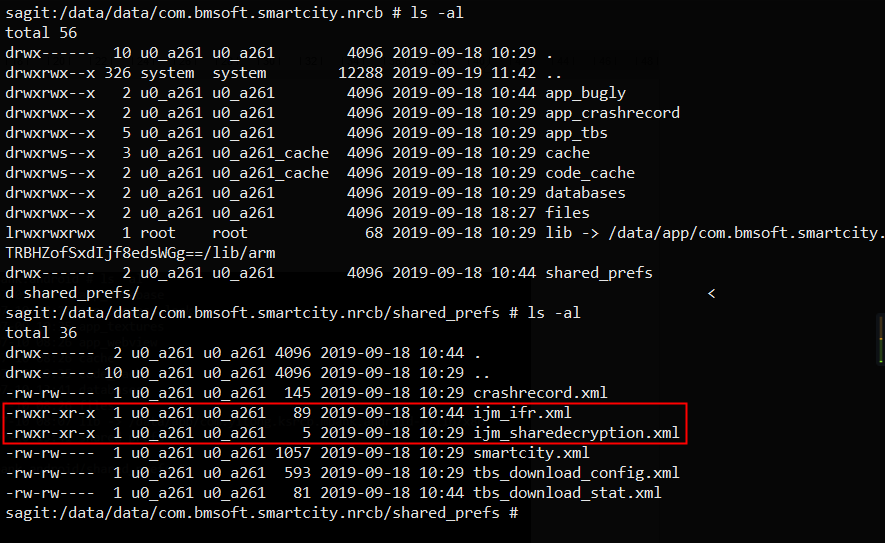 sagit:/data/data/com.bmsoft.smartcity.nrcb # ls -al
total 56
drwx------  10 u0_a261 u0_a261        4096 2019-09-18 10:29 .
drwxrwx--x 326 system  system        12288 2019-09-19 11:42 ..
drwxrwx--x   2 u0_a261 u0_a261        4096 2019-09-18 10:44 app_bugly
drwxrwx--x   2 u0_a261 u0_a261        4096 2019-09-18 10:29 app_crashrecord
drwxrwx--x   5 u0_a261 u0_a261        4096 2019-09-18 10:29 app_tbs
drwxrws--x   3 u0_a261 u0_a261_cache  4096 2019-09-18 10:29 cache
drwxrws--x   2 u0_a261 u0_a261_cache  4096 2019-09-18 10:29 code_cache
drwxrwx--x   2 u0_a261 u0_a261        4096 2019-09-18 10:29 databases
drwxrwx--x   2 u0_a261 u0_a261        4096 2019-09-18 18:27 files
lrwxrwxrwx   1 root    root             68 2019-09-18 10:29 lib -> /data/app/com.bmsoft.smartcity.
TRBHZofSxdIjf8edsWGg==/lib/arm
drwx------   2 u0_a261 u0_a261        4096 2019-09-18 10:44 shared_prefs
d shared_prefs/                                                        <
sagit:/data/data/com.bmsoft.smartcity.nrcb/shared_prefs # ls -al
total 36
drwx------  2 u0_a261 u0_a261 4096 2019-09-18 10:44 .
drwx------ 10 u0_a261 u0_a261 4096 2019-09-18 10:29 ..
-rw-rw----  1 u0_a261 u0_a261  145 2019-09-18 10:29 crashrecord.xml
-rwxr-xr-x  1 u0_a261 u0_a261   89 2019-09-18 10:44 ijm_ifr.xml
-rwxr-xr-x  1 u0_a261 u0_a261    5 2019-09-18 10:29 ijm_sharedecryption.xml
-rw-rw----  1 u0_a261 u0_a261 1057 2019-09-18 10:29 smartcity.xml
-rw-rw----  1 u0_a261 u0_a261  593 2019-09-18 10:29 tbs_download_config.xml
-rw-rw----  1 u0_a261 u0_a261   81 2019-09-18 10:44 tbs_download_stat.xml
sagit:/data/data/com.bmsoft.smartcity.nrcb/shared_prefs #